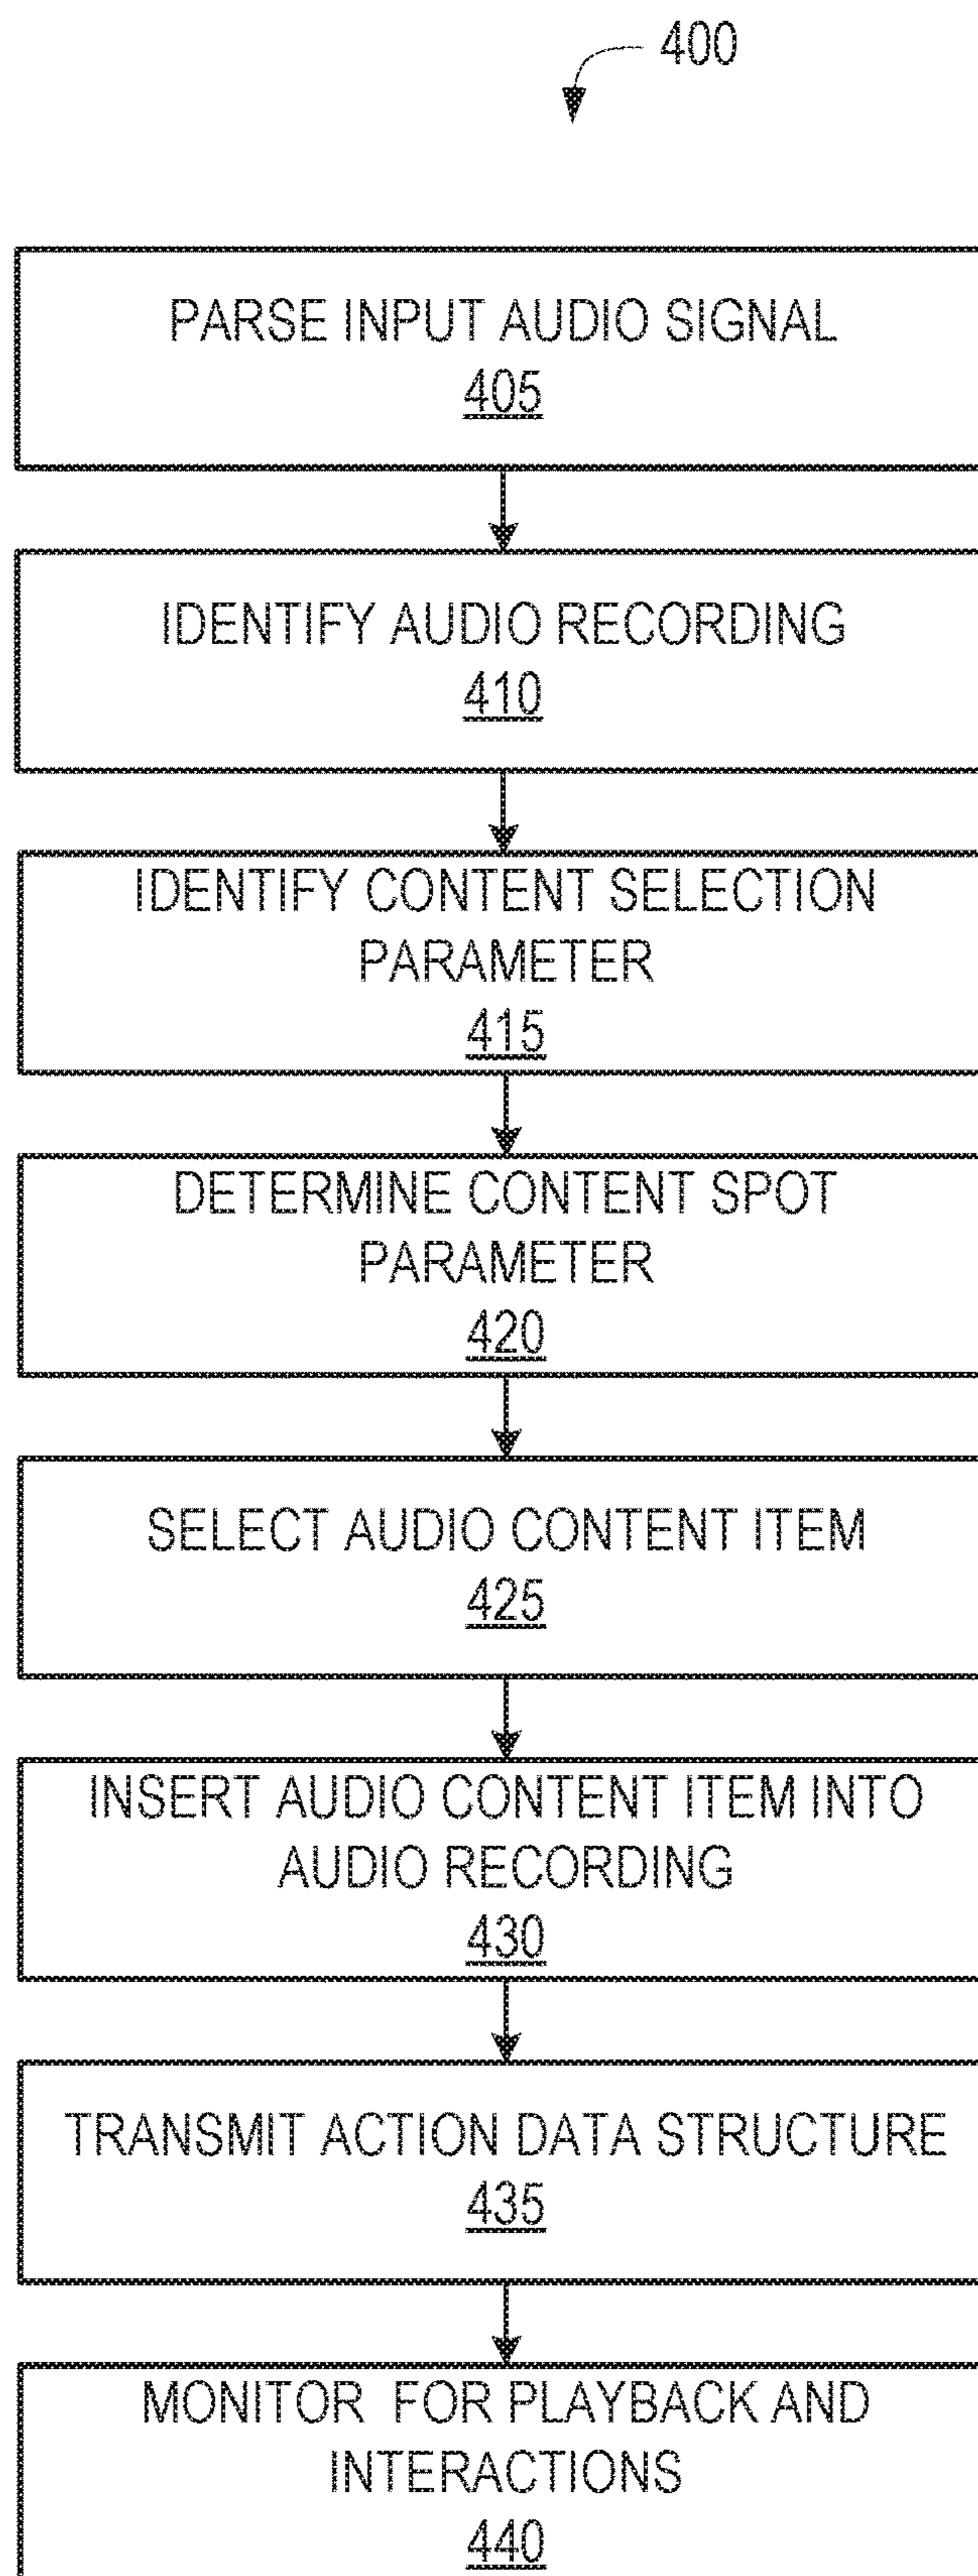 400
PARSE INPUT AUDIO SIGNAL
405
IDENTIFY AUDIO RECORDING
410
IDENTIFY CONTENT SELECTION
PARAMETER
415
DETERMINE CONTENT SPOT
PARAMETER
420
SELECT AUDIO CONTENT ITEM
425
INSERT AUDIO CONTENT ITEM INTO
AUDIO RECORDING
430
TRANSMIT ACTION DATA STRUCTURE
435
MONITOR FOR PLAYBACK AND
INTERACTIONS
440